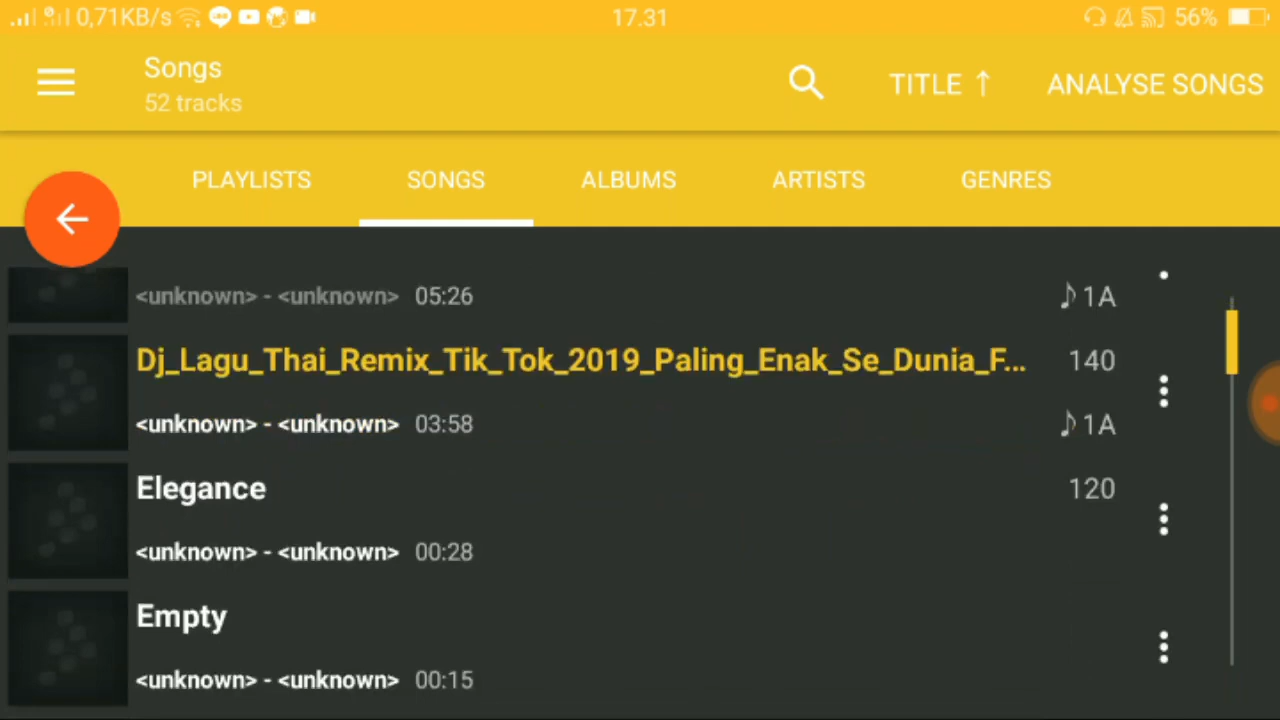 0,71KB/s 17.31 56%
Songs
52 tracks
TITLE ↑ ANALYSE SONGS
PLAYLISTS SONGS ALBUMS ARTISTS GENRES
<unknown> - <unknown> 05:26 1A
Dj_Lagu_Thai_Remix_Tik_Tok_2019_Paling_Enak_Se_Dunia_F... 140
<unknown> - <unknown> 03:58 1A
Elegance 120
<unknown> - <unknown> 00:28
Empty
<unknown> - <unknown> 00:15